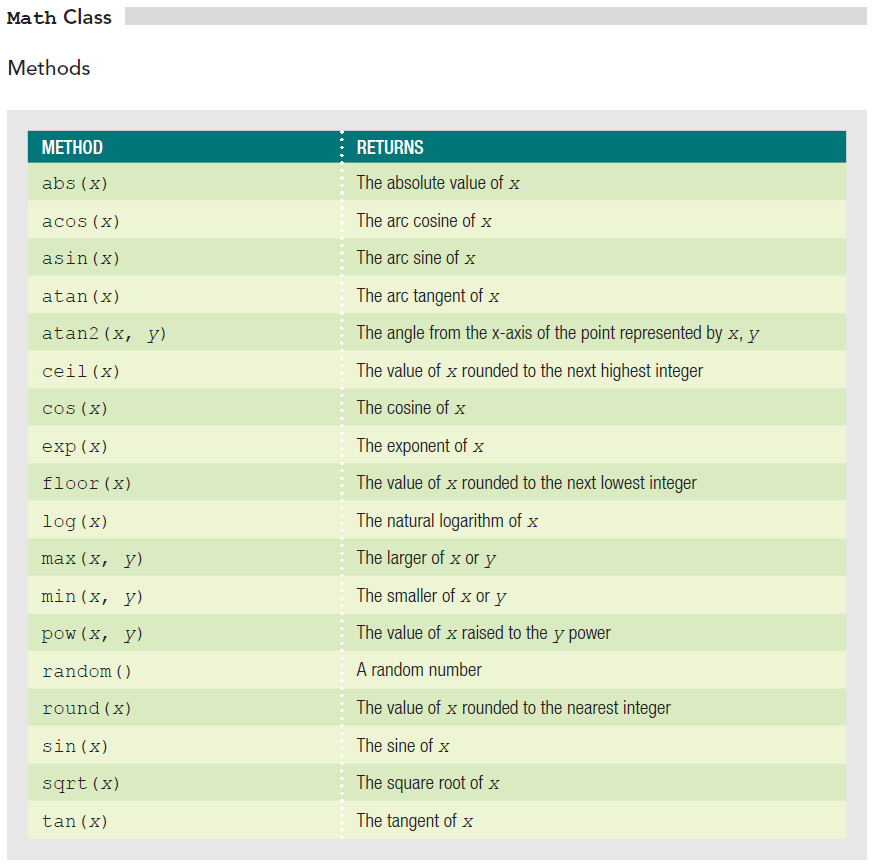 Math Class
Methods
METHOD RETURNS
abs(x) The absolute value of x
acos(x) The arc cosine of x
asin(x) The arc sine of x
atan(x) The arc tangent of x
atan2(x, y) The angle from the x-axis of the point represented by x, y
ceil(x) The value of x rounded to the next highest integer
cos(x) The cosine of x
exp(x) The exponent of x
floor(x) The value of x rounded to the next lowest integer
log(x) The natural logarithm of x
max(x, y) The larger of x or y
min(x, y) The smaller of x or y
pow(x, y) The value of x raised to the y power
random() A random number
round(x) The value of x rounded to the nearest integer
sin(x) The sine of x
sqrt(x) The square root of x
tan(x) The tangent of x